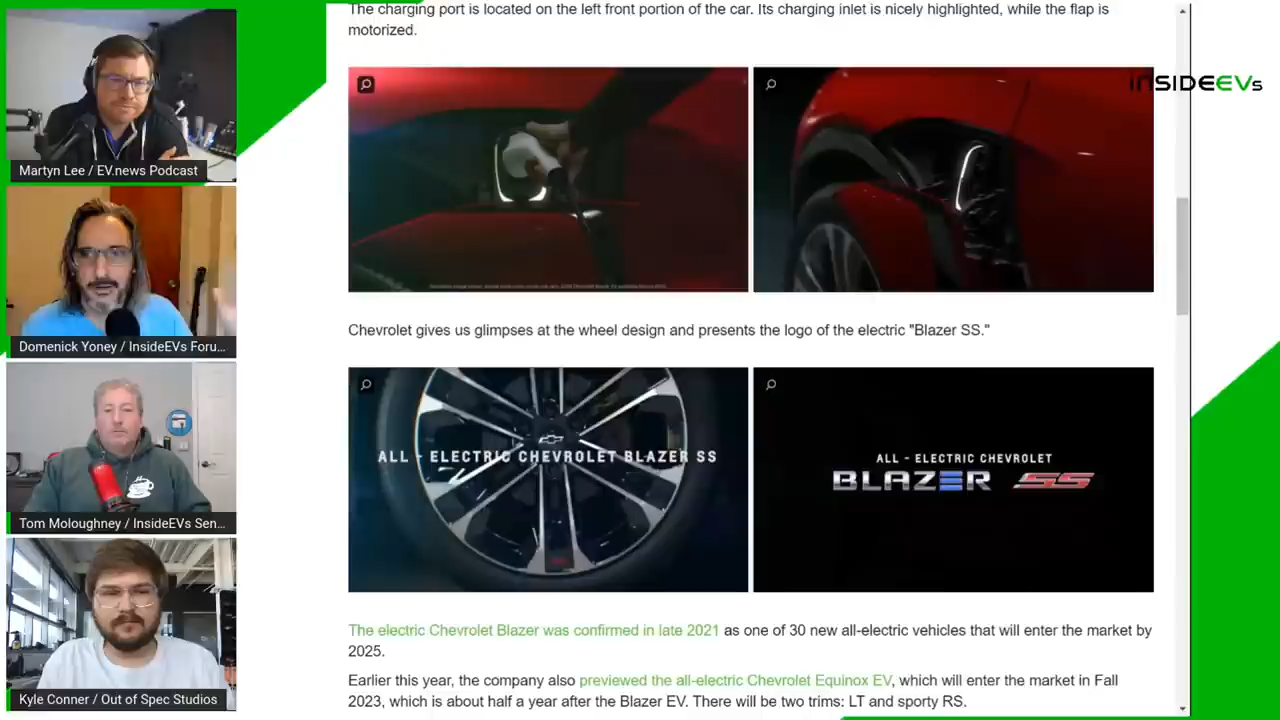 The charging port is located on the left front portion of the car. Its charging inlet is nicely highlighted, while the flap is
motorized.
INSIDEEVs
Martyn Lee / EV.news Podcast
Chevrolet gives us glimpses at the wheel design and presents the logo of the electric "Blazer SS."
Domenick Yoney / InsideEVs Foru...
ALL - ELECTRIC CHEVROLET BLAZER SS
ALL - ELECTRIC CHEVROLET
BLAZER SS
Tom Moloughney / InsideEVs Sen...
The electric Chevrolet Blazer was confirmed in late 2021 as one of 30 new all-electric vehicles that will enter the market by
2025.
Earlier this year, the company also previewed the all-electric Chevrolet Equinox EV, which will enter the market in Fall
2023, which is about half a year after the Blazer EV. There will be two trims: LT and sporty RS.
Kyle Conner / Out of Spec Studios